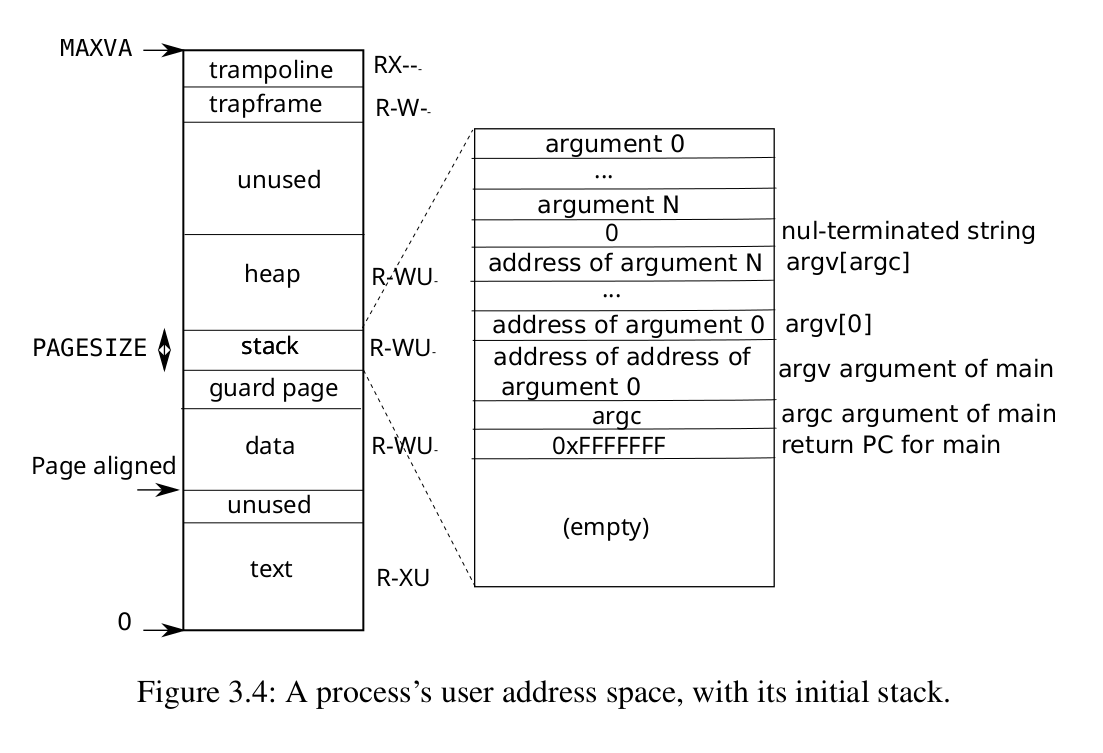 MAXVA
trampoline RX--
trapframe R-W-
unused
heap R-WU
PAGESIZE stack R-WU
guard page
data R-WU
Page aligned
unused
text R-XU
0
argument 0
...
argument N
0 nul-terminated string
address of argument N argv[argc]
...
address of argument 0 argv[0]
address of address of
argument 0 argv argument of main
argc argc argument of main
0xFFFFFFF return PC for main
(empty)
Figure 3.4: A process's user address space, with its initial stack.